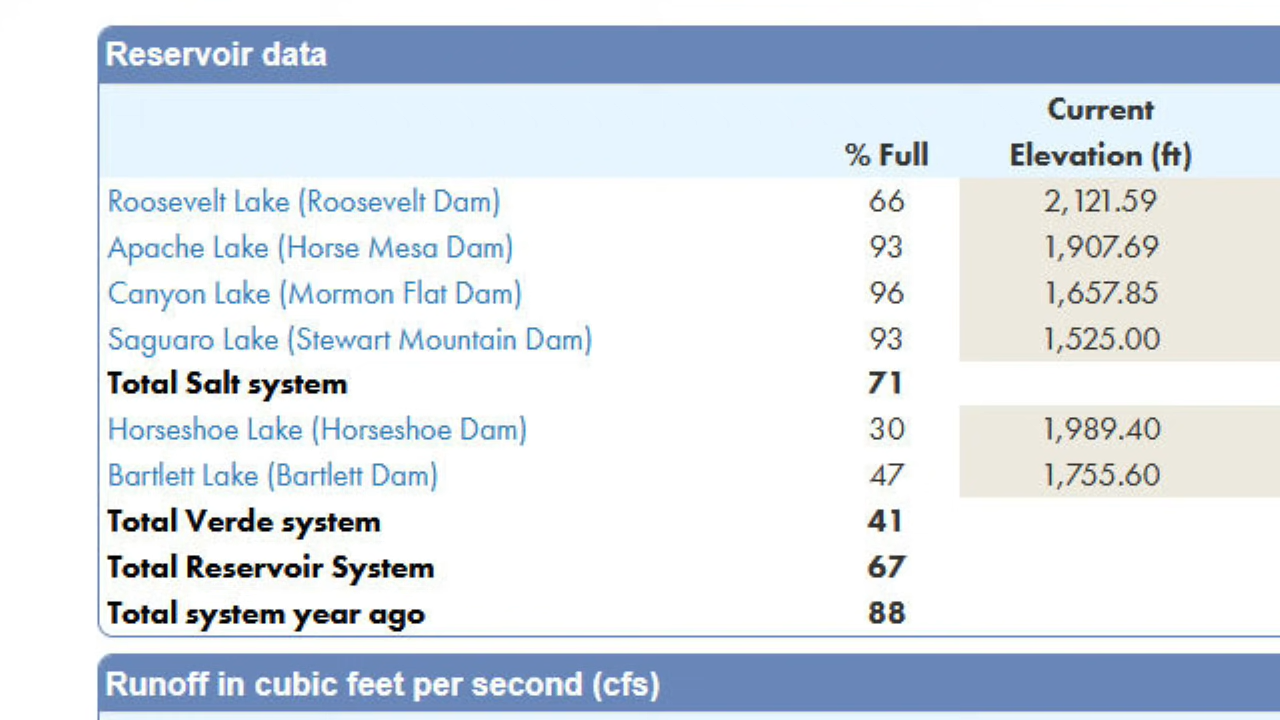 Reservoir data
Current
% Full Elevation (ft)
Roosevelt Lake (Roosevelt Dam) 66 2,121.59
Apache Lake (Horse Mesa Dam) 93 1,907.69
Canyon Lake (Mormon Flat Dam) 96 1,657.85
Saguaro Lake (Stewart Mountain Dam) 93 1,525.00
Total Salt system 71
Horseshoe Lake (Horseshoe Dam) 30 1,989.40
Bartlett Lake (Bartlett Dam) 47 1,755.60
Total Verde system 41
Total Reservoir System 67
Total system year ago 88
Runoff in cubic feet per second (cfs)